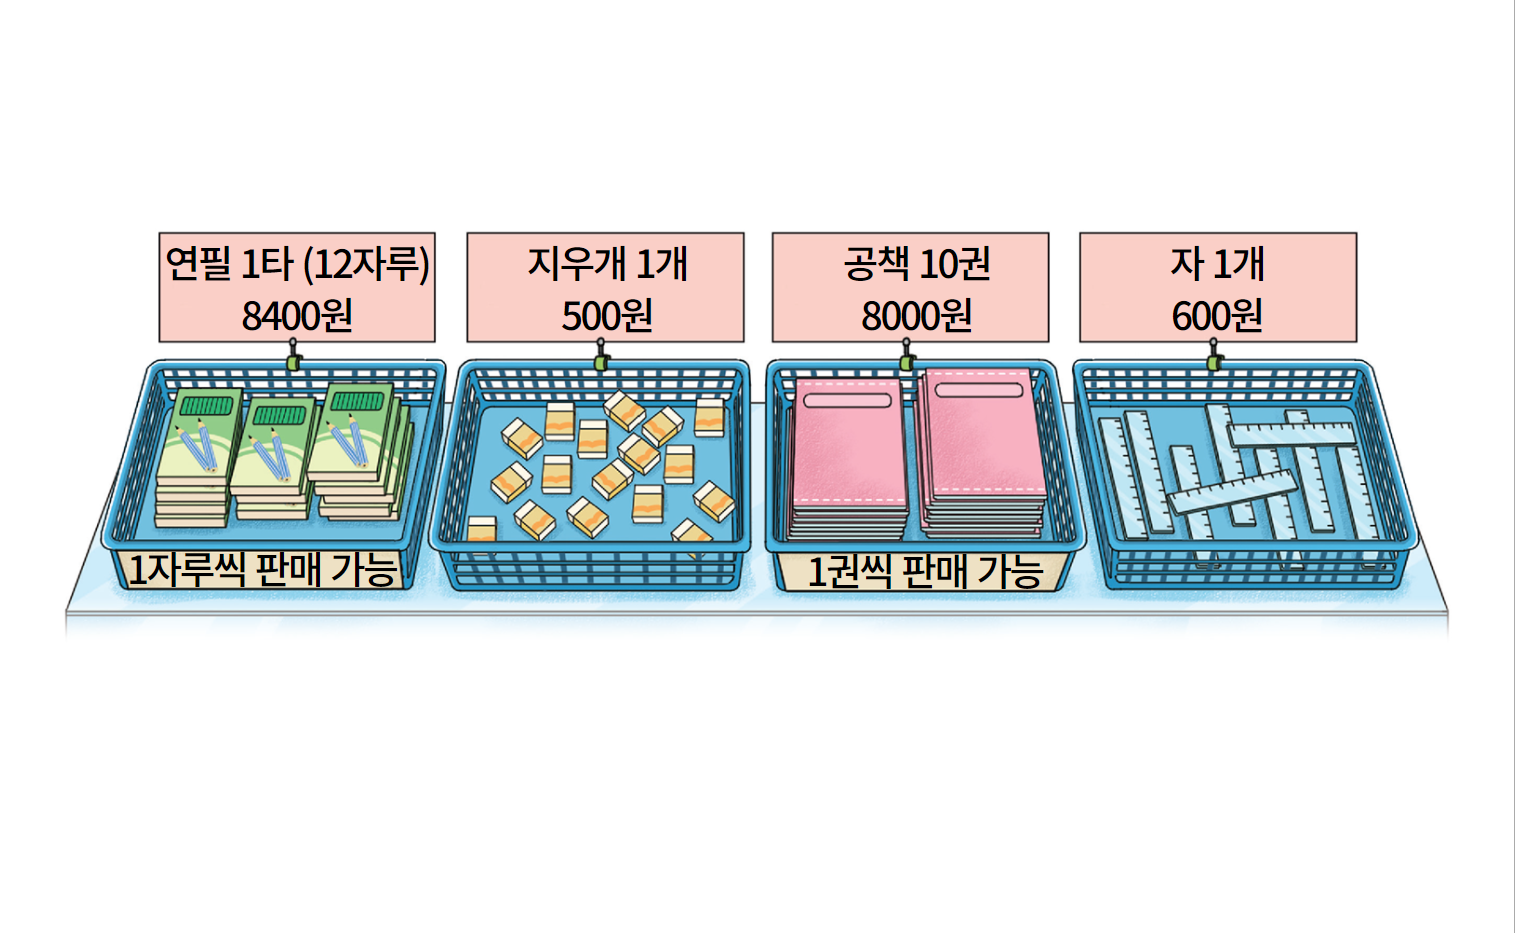 연필 1타 (12자루)
8400원
지우개 1개
500원
공책 10권
8000원
자 1개
600원
1자루씩 판매 가능
1권씩 판매 가능